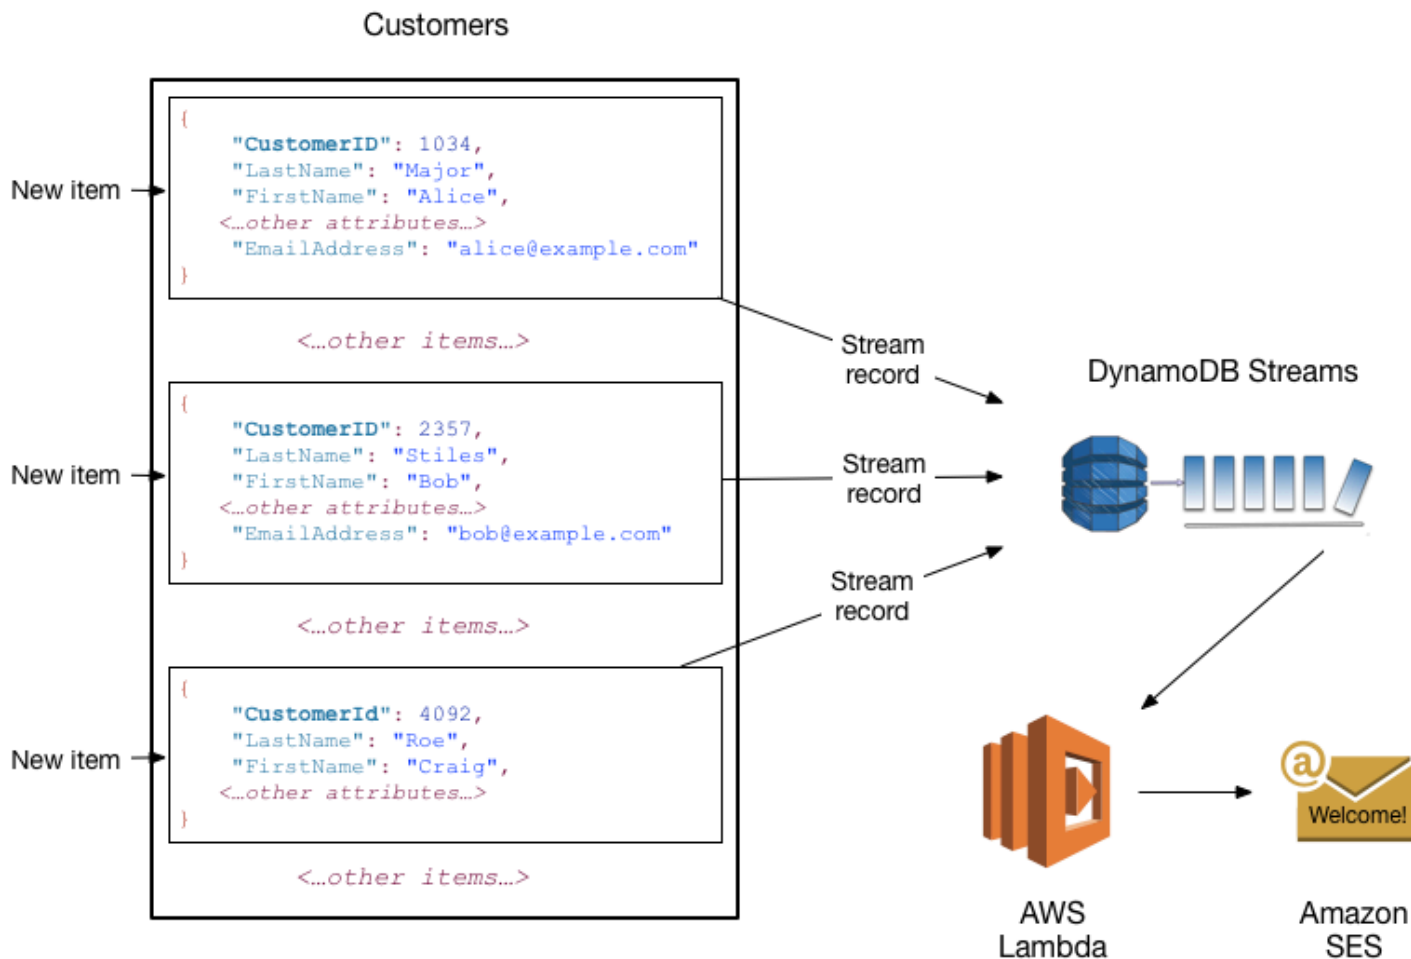 Customers
New item
{
"CustomerID": 1034,
"LastName": "Major",
"FirstName": "Alice",
<…other attributes…>
"EmailAddress": "alice@example.com"
}
<…other items…>
New item
{
"CustomerID": 2357,
"LastName": "Stiles",
"FirstName": "Bob",
<…other attributes…>
"EmailAddress": "bob@example.com"
}
<…other items…>
New item
{
"CustomerId": 4092,
"LastName": "Roe",
"FirstName": "Craig",
<…other attributes…>
}
<…other items…>
Stream
record
Stream
record
Stream
record
DynamoDB Streams
AWS
Lambda
@
Welcome!
Amazon
SES